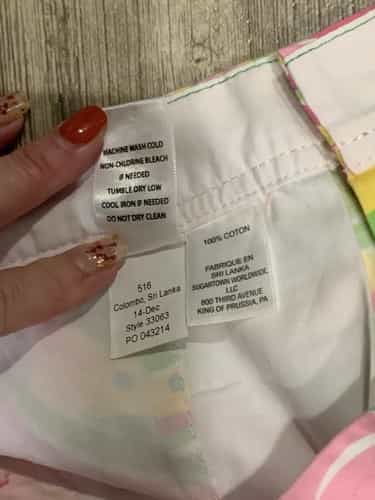 MACHINE WASH COLD
NON-CHLORINE BLEACH
IF NEEDED
TUMBLE DRY LOW
COOL IRON IF NEEDED
DO NOT DRY CLEAN
516
Colombo, Sri Lanka
14-Dec
Style 33063
PO 043214
100% COTON
FABRIQUE EN
SRI LANKA
SUGARTOWN WORLDWIDE,
LLC
800 THIRD AVENUE
KING OF PRUSSIA, PA